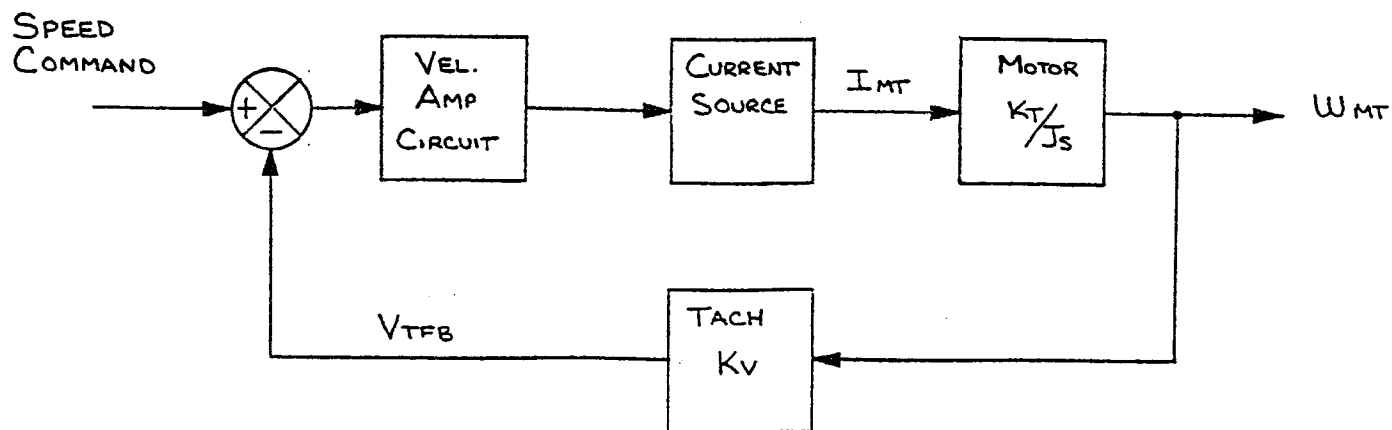 SPEED
COMMAND
+
−
VEL.
AMP
CIRCUIT
CURRENT
SOURCE
IMT
MOTOR
KT/JS
WMT
VTFB
TACH
KV